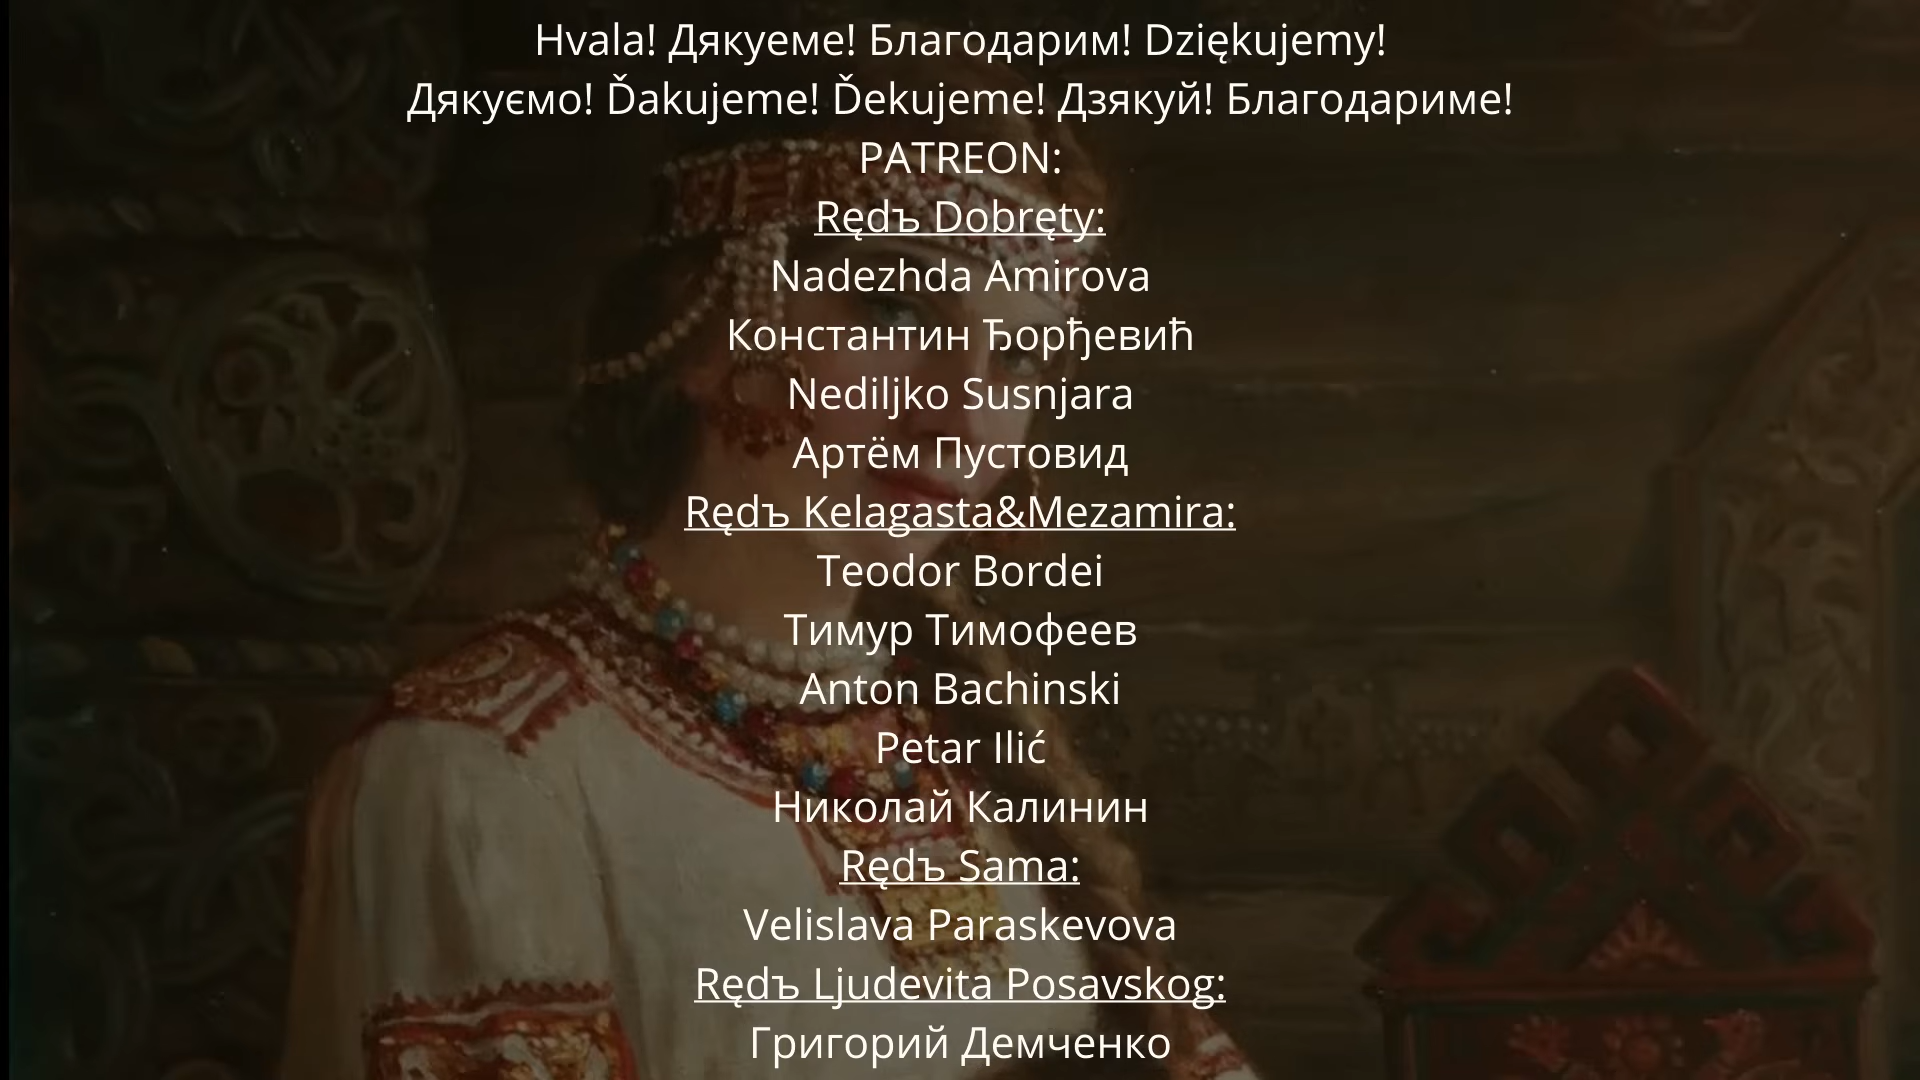 Hvala! Дякуеме! Благодарим! Dziękujemy!
Дякуємо! Ďakujeme! Ďekujeme! Дзякуй! Благодариме!
PATREON:
Rędъ Dobręty:
Nadezhda Amirova
Константин Ђорђевић
Nediljko Susnjara
Артём Пустовид
Rędъ Kelagasta&Mezamira:
Teodor Bordei
Тимур Тимофеев
Anton Bachinski
Petar Ilić
Николай Калинин
Rędъ Sama:
Velislava Paraskevova
Rędъ Ljudevita Posavskog:
Григорий Демченко